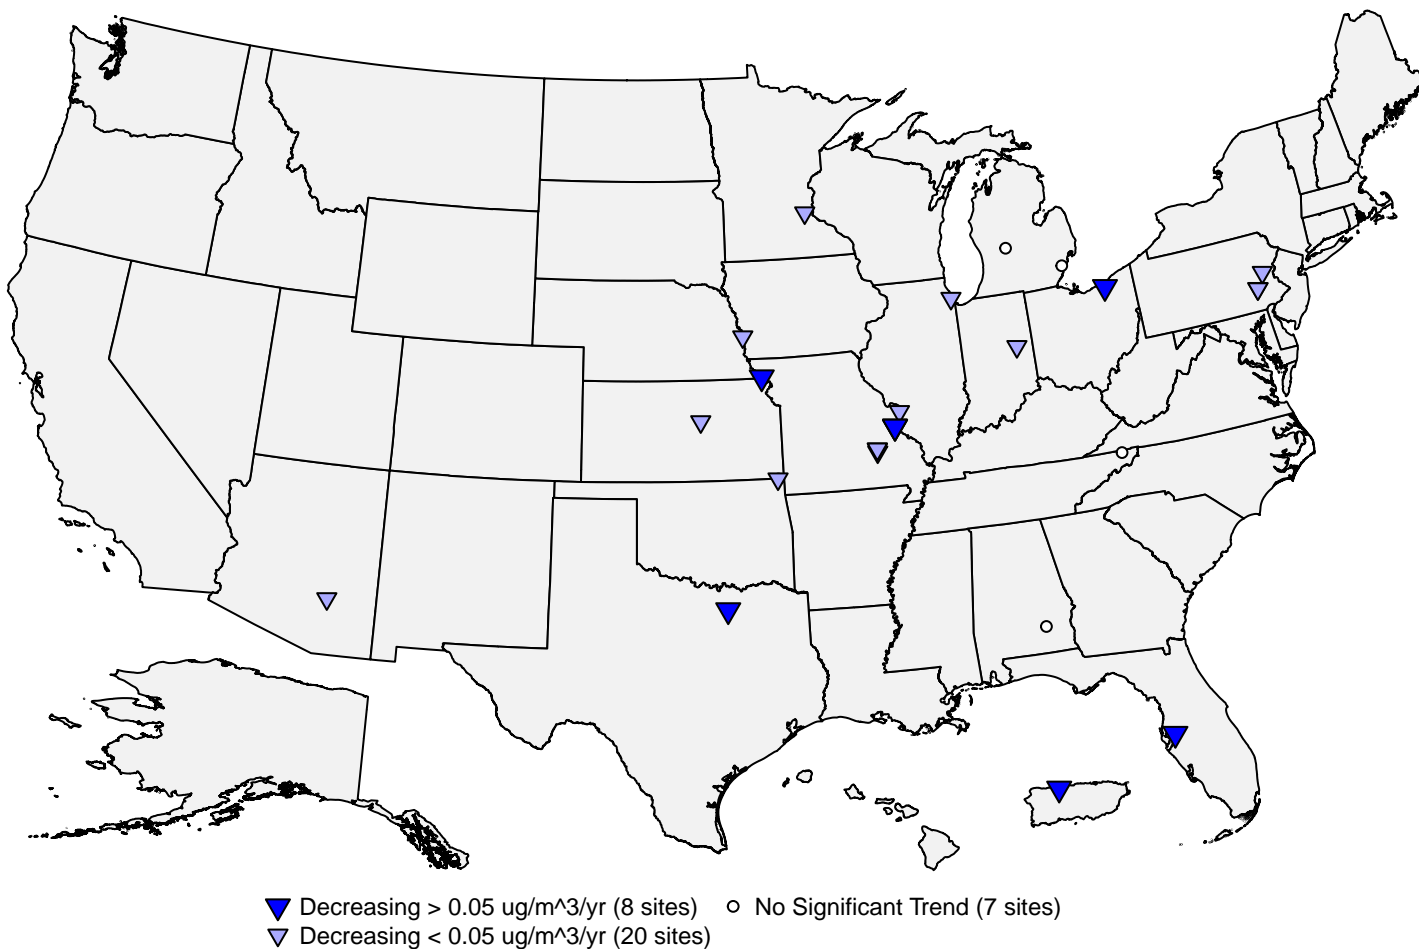 Decreasing > 0.05 ug/m^3/yr (8 sites) No Significant Trend (7 sites)
Decreasing < 0.05 ug/m^3/yr (20 sites)